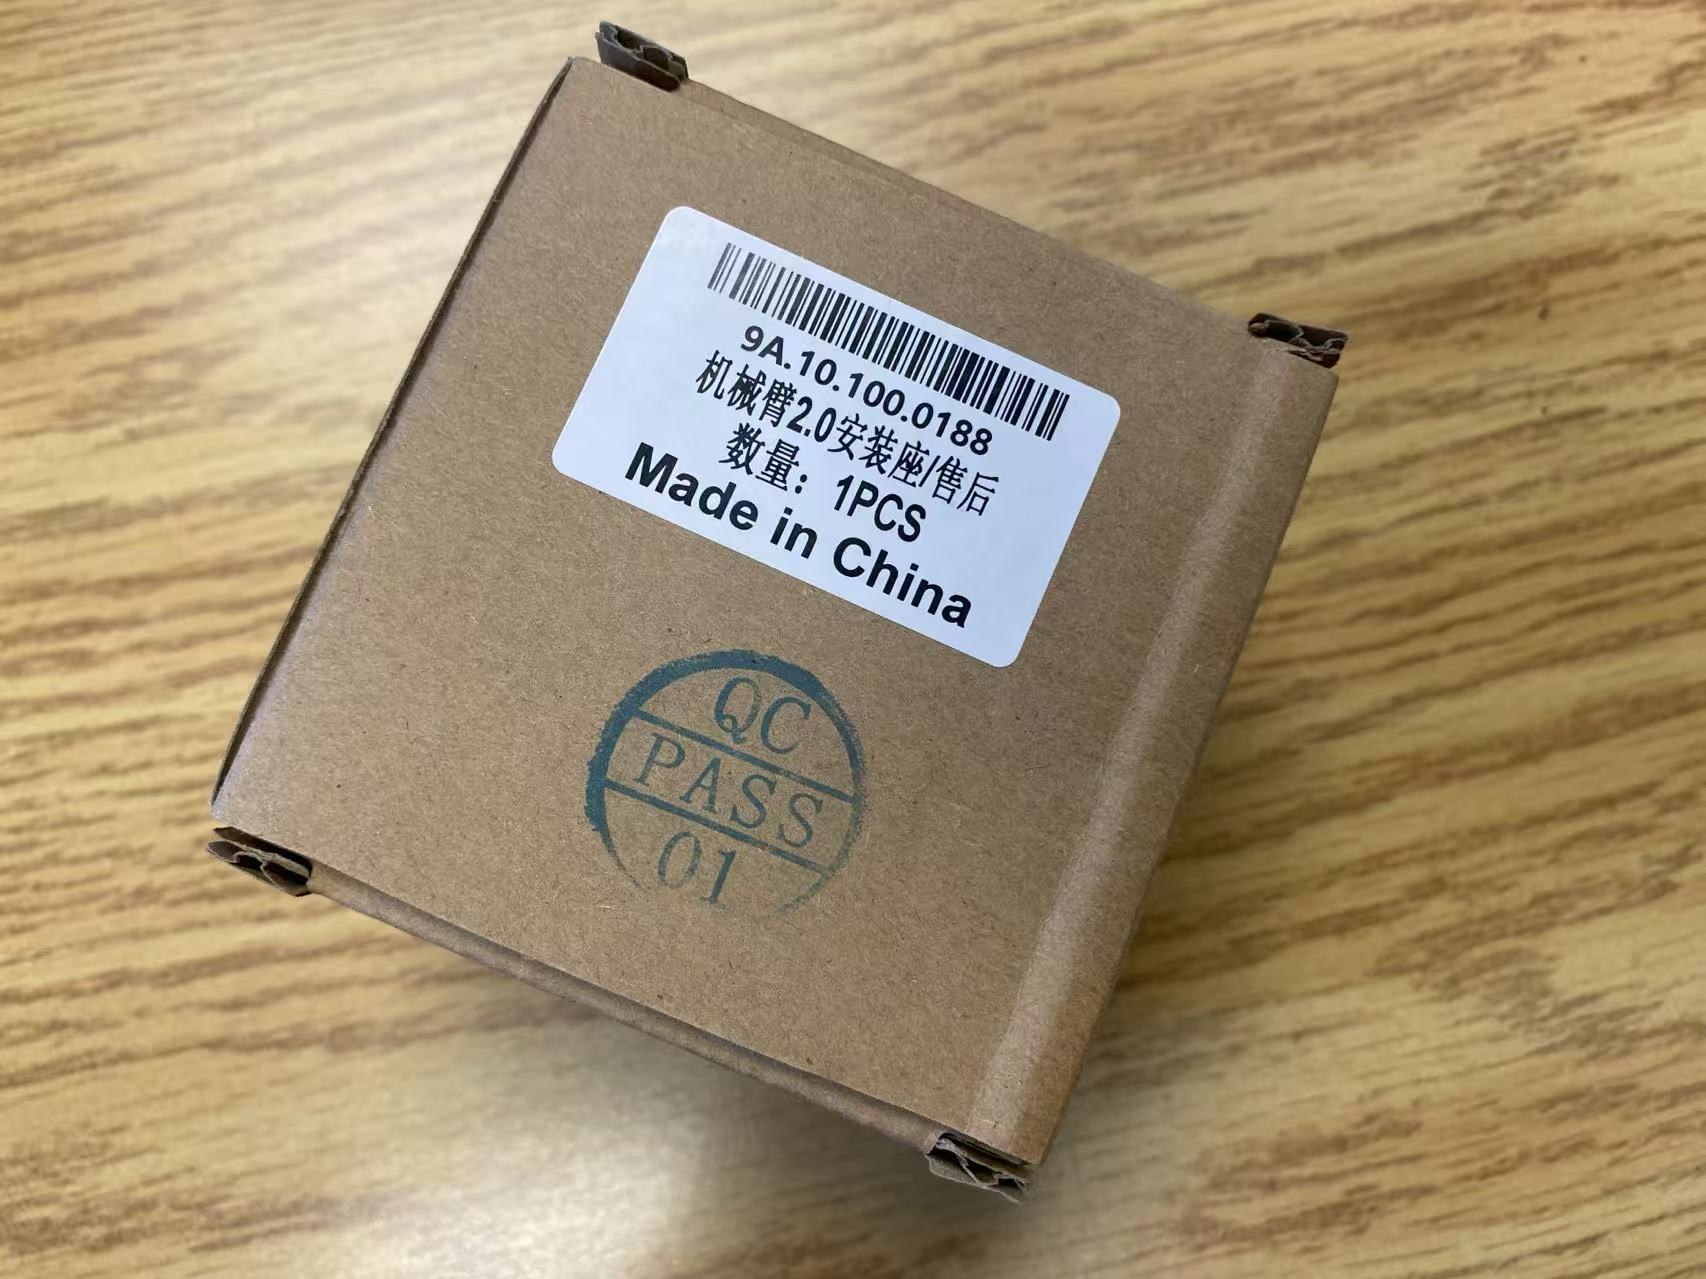 9A.10.100.0188
机械臂2.0安装座/售后
数量：1PCS
Made in China
QC
PASS
01